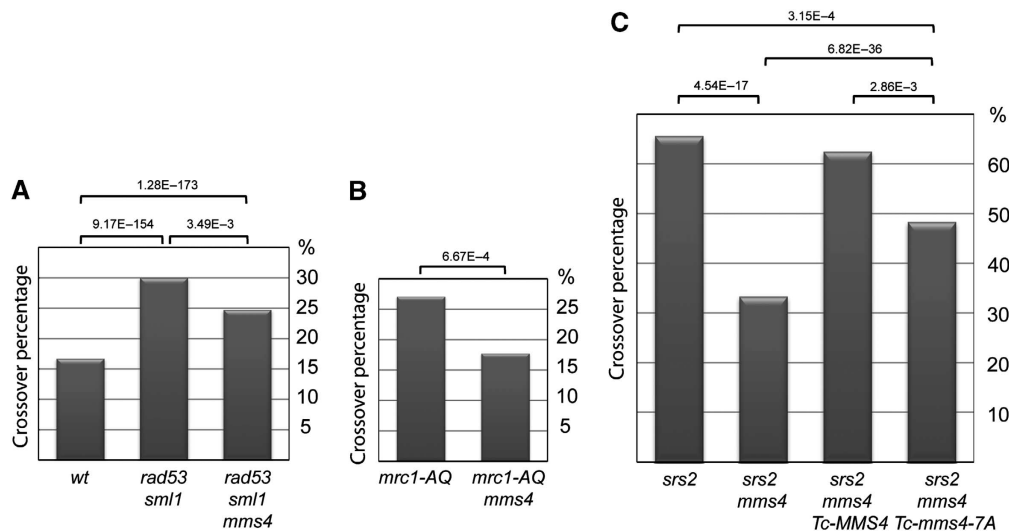 A
1.28E–173
9.17E–154
3.49E–3
%
30
25
20
15
10
5
Crossover percentage
wt
rad53
sml1
rad53
sml1
mms4
B
6.67E–4
%
25
20
15
10
5
Crossover percentage
mrc1-AQ
mrc1-AQ
mms4
C
3.15E–4
6.82E–36
4.54E–17
2.86E–3
%
60
50
40
30
20
10
Crossover percentage
srs2
srs2
mms4
srs2
mms4
Tc-MMS4
srs2
mms4
Tc-mms4-7A